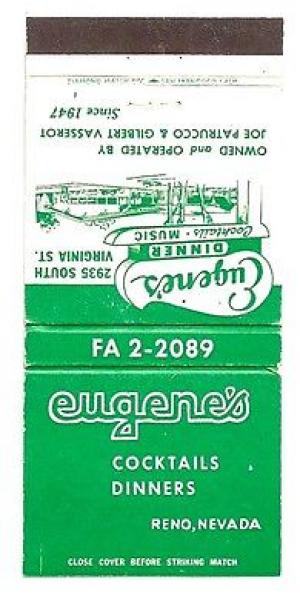 Since 1947
JOE PATRUCCO & GILBERT VASSEROT
OWNED and OPERATED BY
Cocktails • MUSIC
DINNER
Eugene's
2935 SOUTH
VIRGINIA ST.
FA 2-2089
eugene's
COCKTAILS
DINNERS
RENO, NEVADA
CLOSE COVER BEFORE STRIKING MATCH